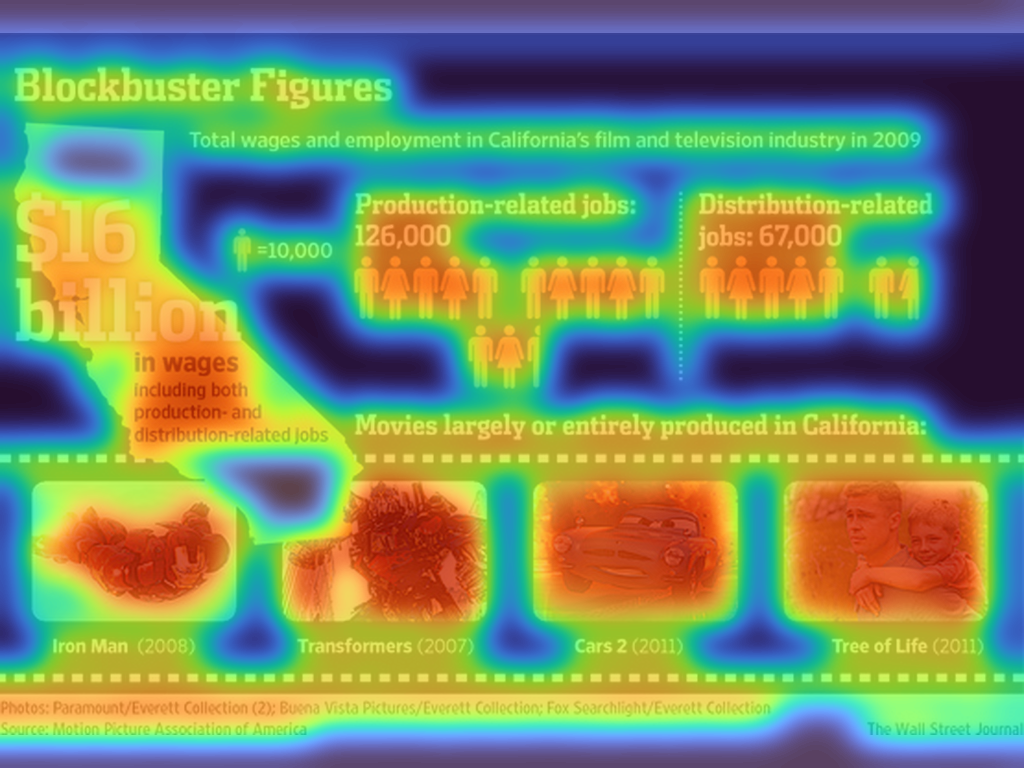 Blockbuster Figures
Total wages and employment in California's film and television industry in 2009
$16
billion
in wages
including both
production- and
distribution-related jobs
=10,000
Production-related jobs:
126,000
Distribution-related
jobs: 67,000
Movies largely or entirely produced in California:
Iron Man (2008)
Transformers (2007)
Cars 2 (2011)
Tree of Life (2011)
Photos: Paramount/Everett Collection (2); Buena Vista Pictures/Everett Collection; Fox Searchlight/Everett Collection
Source: Motion Picture Association of America
The Wall Street Journal